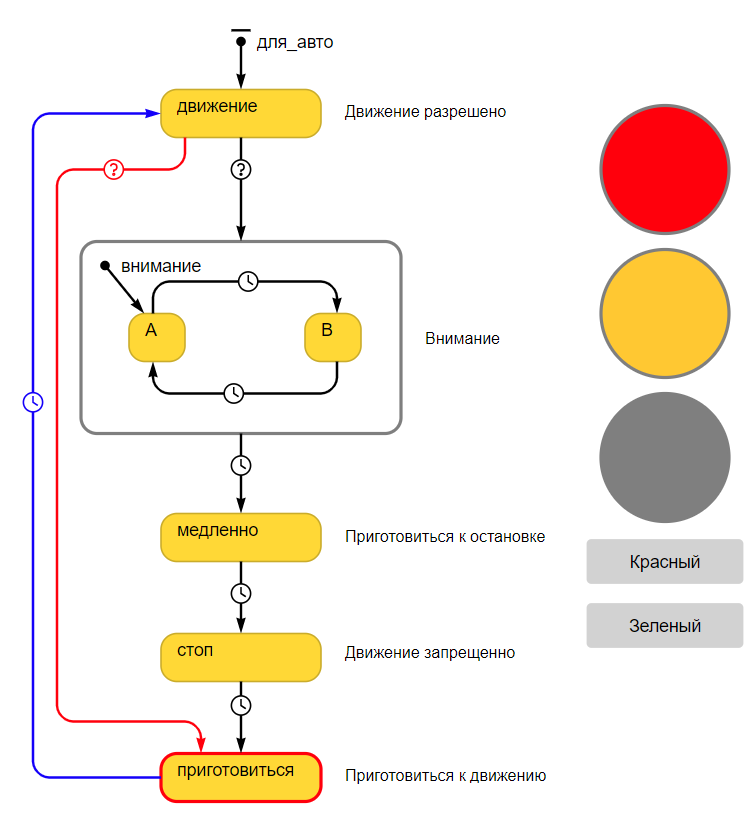 для_авто
движение
Движение разрешено
?
?
внимание
A
B
Внимание
медленно
Приготовиться к остановке
Красный
Зеленый
стоп
Движение запрещенно
приготовиться
Приготовиться к движению